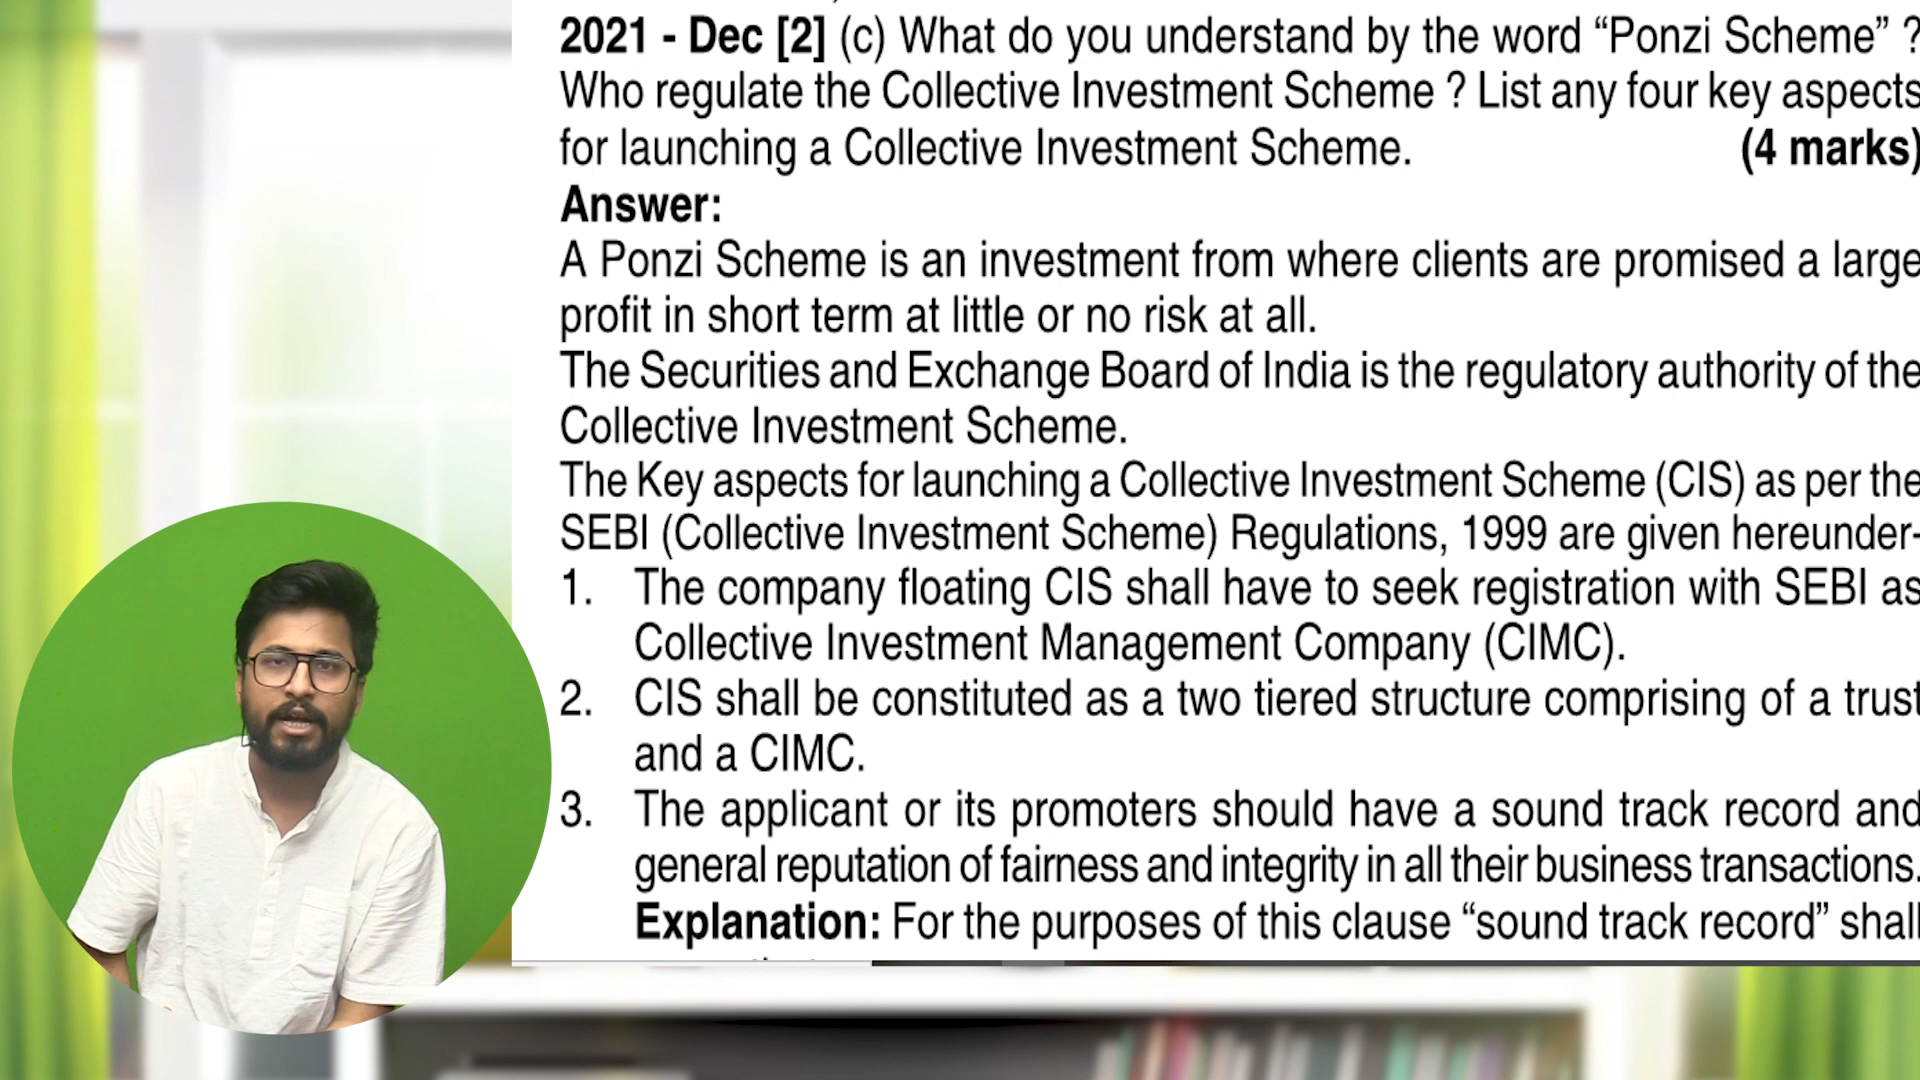 2021 - Dec [2] (c) What do you understand by the word “Ponzi Scheme” ?
Who regulate the Collective Investment Scheme ? List any four key aspects
for launching a Collective Investment Scheme. (4 marks)
Answer:
A Ponzi Scheme is an investment from where clients are promised a large
profit in short term at little or no risk at all.
The Securities and Exchange Board of India is the regulatory authority of the
Collective Investment Scheme.
The Key aspects for launching a Collective Investment Scheme (CIS) as per the
SEBI (Collective Investment Scheme) Regulations, 1999 are given hereunder-
1. The company floating CIS shall have to seek registration with SEBI as
Collective Investment Management Company (CIMC).
2. CIS shall be constituted as a two tiered structure comprising of a trust
and a CIMC.
3. The applicant or its promoters should have a sound track record and
general reputation of fairness and integrity in all their business transactions.
Explanation: For the purposes of this clause “sound track record” shall